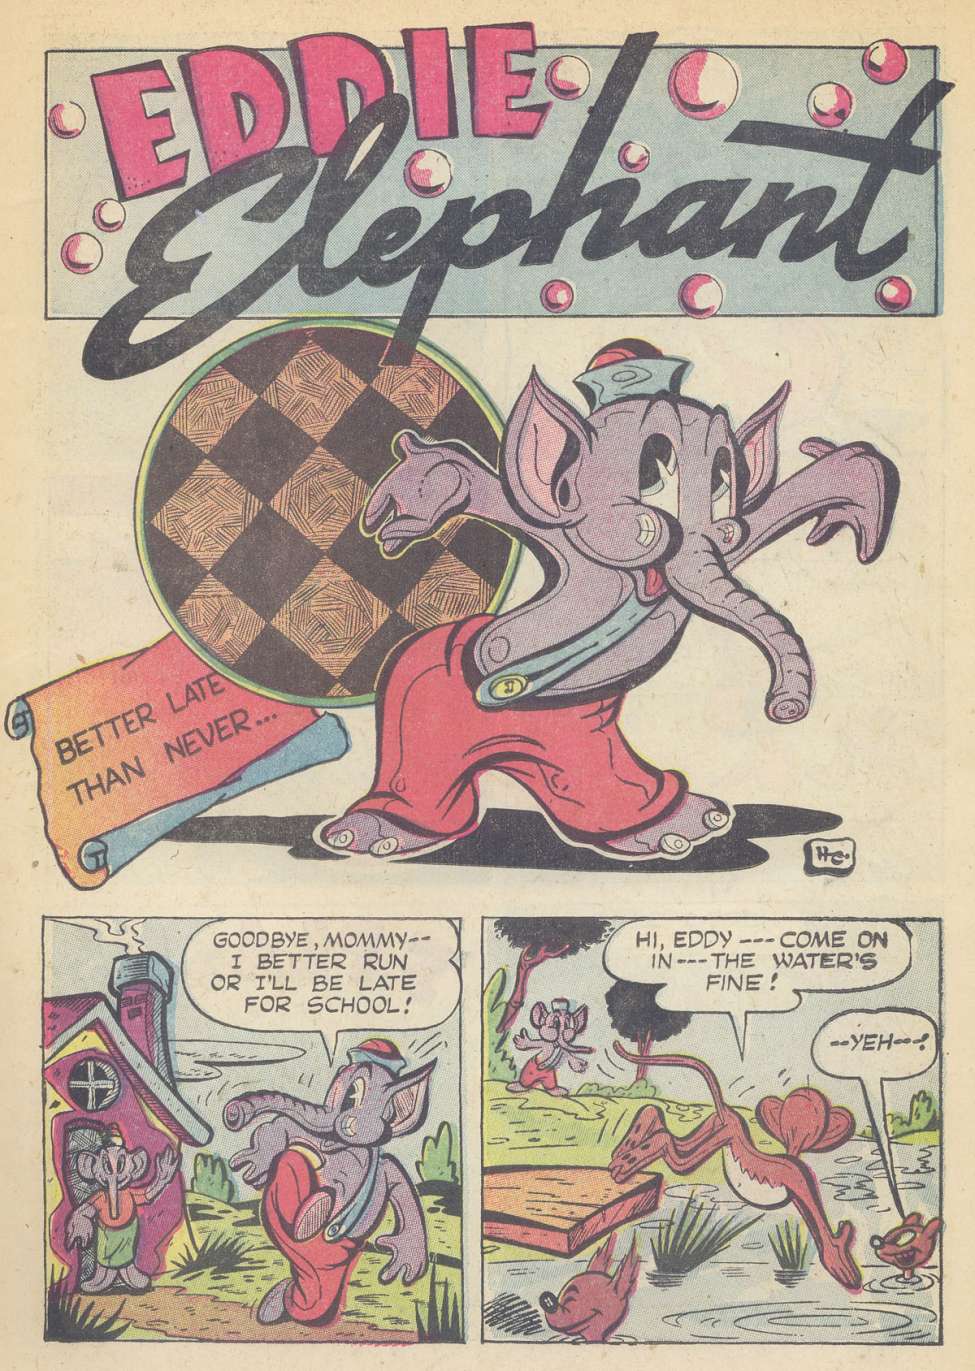 EDDIE
Elephant
BETTER LATE
THAN NEVER...
HC.
GOODBYE, MOMMY--
I BETTER RUN
OR I'LL BE LATE
FOR SCHOOL!
HI, EDDY --- COME ON
IN --- THE WATER'S
FINE!
--YEH---!